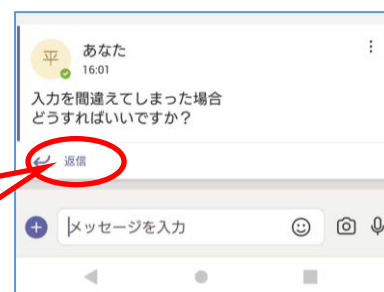 平
あなた
16:01
入力を間違えてしまった場合
どうすればいいですか？
返信
メッセージを入力